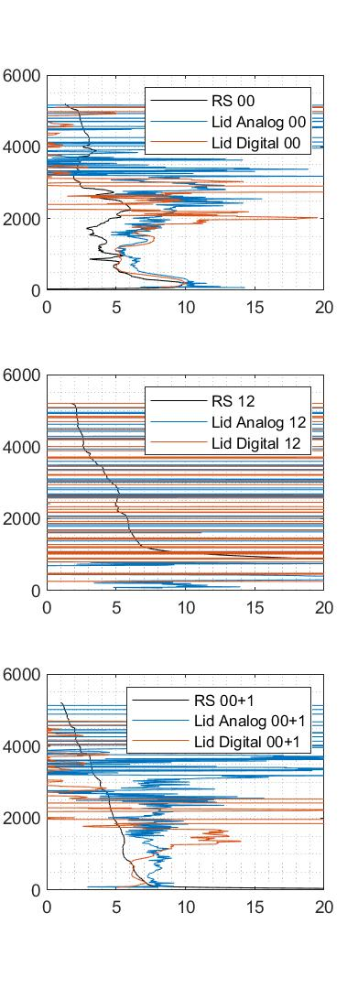 6000
RS 00
Lid Analog 00
Lid Digital 00
4000
2000
0
0 5 10 15 20
6000
RS 12
Lid Analog 12
Lid Digital 12
4000
2000
0
0 5 10 15 20
6000
RS 00+1
Lid Analog 00+1
Lid Digital 00+1
4000
2000
0
0 5 10 15 20